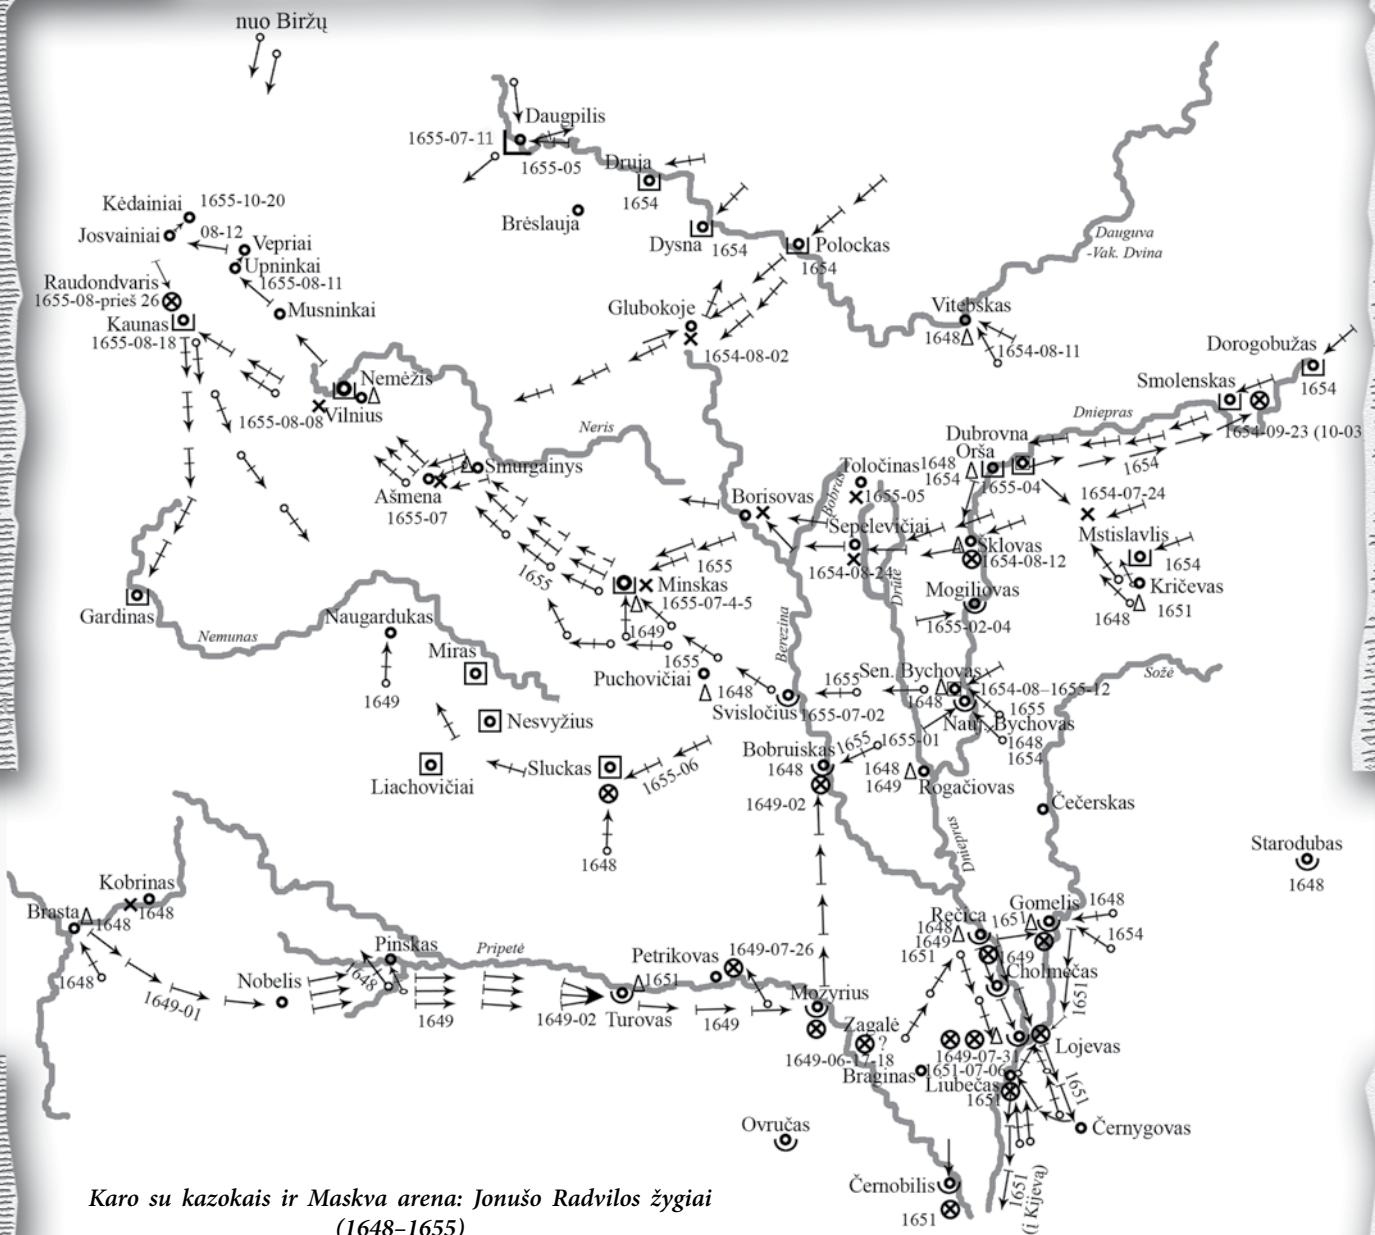 nuo Biržų
Daugpilis
1655-07-11
1655-05
Druja
1654
Brėslauja
Dysna
1654
Polockas
1654
Dauguva
-Vak. Dvina
Kėdainiai
1655-10-20
Josvainiai
08-12
Vepriai
Upninkai
1655-08-11
Raudondvaris
1655-08-prieš 26
Musninkai
Kaunas
1655-08-18
Glubokoje
1654-08-02
Vitebskas
1648
1654-08-11
Dorogobužas
1654
Smolenskas
1654-09-23 (10-03
Nemėžis
Vilnius
1655-08-08
Neris
Dniepras
1654
Dubrovna
Orša
1648
1654
1655-04
Smurgainys
Ašmena
1655-07
Toločinas
1655-05
Bobras
Borisovas
1654-07-24
Mstislavlis
1654
Šepelevičiai
1654-08-24
Šklovas
1654-08-12
Drūtė
Kričevas
1651
1648
1655
1655
Minskas
1655-07-4-5
1649
Mogiliovas
1655-02-04
Gardinas
Nemunas
Naugardukas
1649
Miras
Nesvyžius
Liachovičiai
Berezina
1655
Puchovičiai
1648
Svisločius
1655-07-02
1655
Sen. Bychovas
1648
1654-08–1655-12
1655
Nauj. Bychovas
1648
1654
Sožė
Sluckas
1655-06
1648
Bobruiskas
1648
1649-02
1655
1655-01
1648
1649
Rogačiovas
Čečerskas
Dniepras
Starodubas
1648
Kobrinas
1648
Brasta
1648
1648
1649-01
Nobelis
Pinskas
1648
Pripetė
1649
1649-02
Turovas
1651
Petrikovas
1649-07-26
1649
Mozyrius
1649-06-17-18
Zagalė
?
Rečica
1648
1649
1651
1649
Gomelis
1651
1648
1654
Cholmečas
1651
1649-07-31
1651-07-06
Lojevas
Braginas
Liubečas
1651
1651
Černygovas
Ovručas
Černobilis
1651
1651
(į Kijevą)
Karo su kazokais ir Maskva arena: Jonušo Radvilos žygiai
(1648–1655)